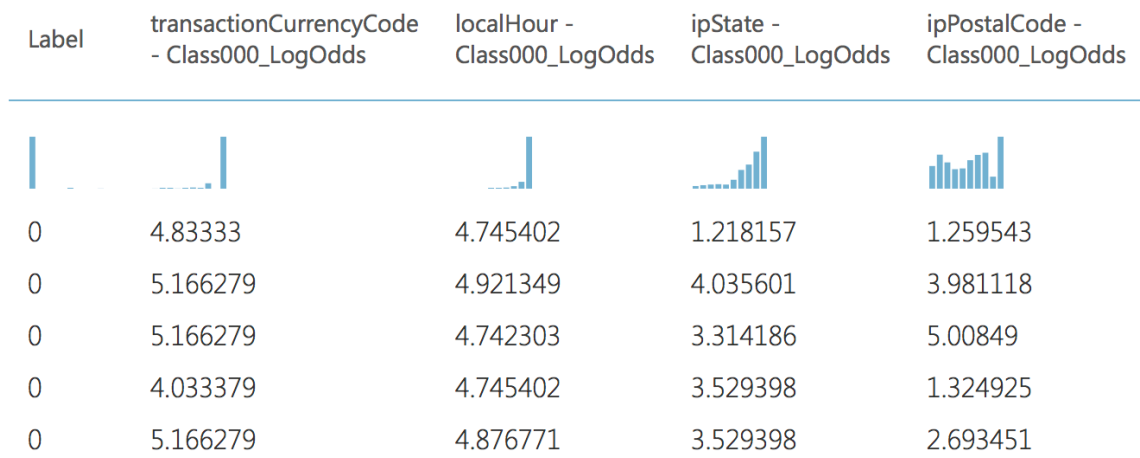 Label transactionCurrencyCode - Class000_LogOdds localHour - Class000_LogOdds ipState - Class000_LogOdds ipPostalCode - Class000_LogOdds
0 4.83333 4.745402 1.218157 1.259543
0 5.166279 4.921349 4.035601 3.981118
0 5.166279 4.742303 3.314186 5.00849
0 4.033379 4.745402 3.529398 1.324925
0 5.166279 4.876771 3.529398 2.693451